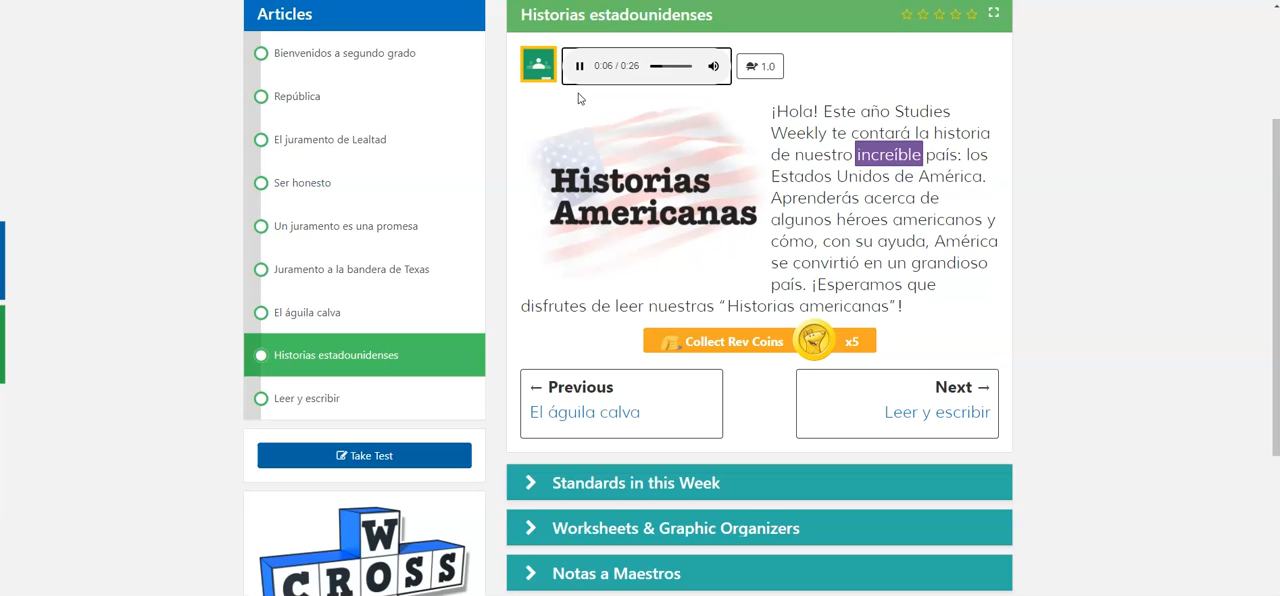 Articles
Bienvenidos a segundo grado
República
El juramento de Lealtad
Ser honesto
Un juramento es una promesa
Juramento a la bandera de Texas
El águila calva
Historias estadounidenses
Leer y escribir
Take Test
W
CROSS
Historias estadounidenses
0:06 / 0:26
1.0
Historias
Americanas
¡Hola! Este año Studies
Weekly te contará la historia
de nuestro increíble país: los
Estados Unidos de América.
Aprenderás acerca de
algunos héroes americanos y
cómo, con su ayuda, América
se convirtió en un grandioso
país. ¡Esperamos que
disfrutes de leer nuestras “Historias americanas”!
Collect Rev Coins x5
← Previous
El águila calva
Next →
Leer y escribir
Standards in this Week
Worksheets & Graphic Organizers
Notas a Maestros